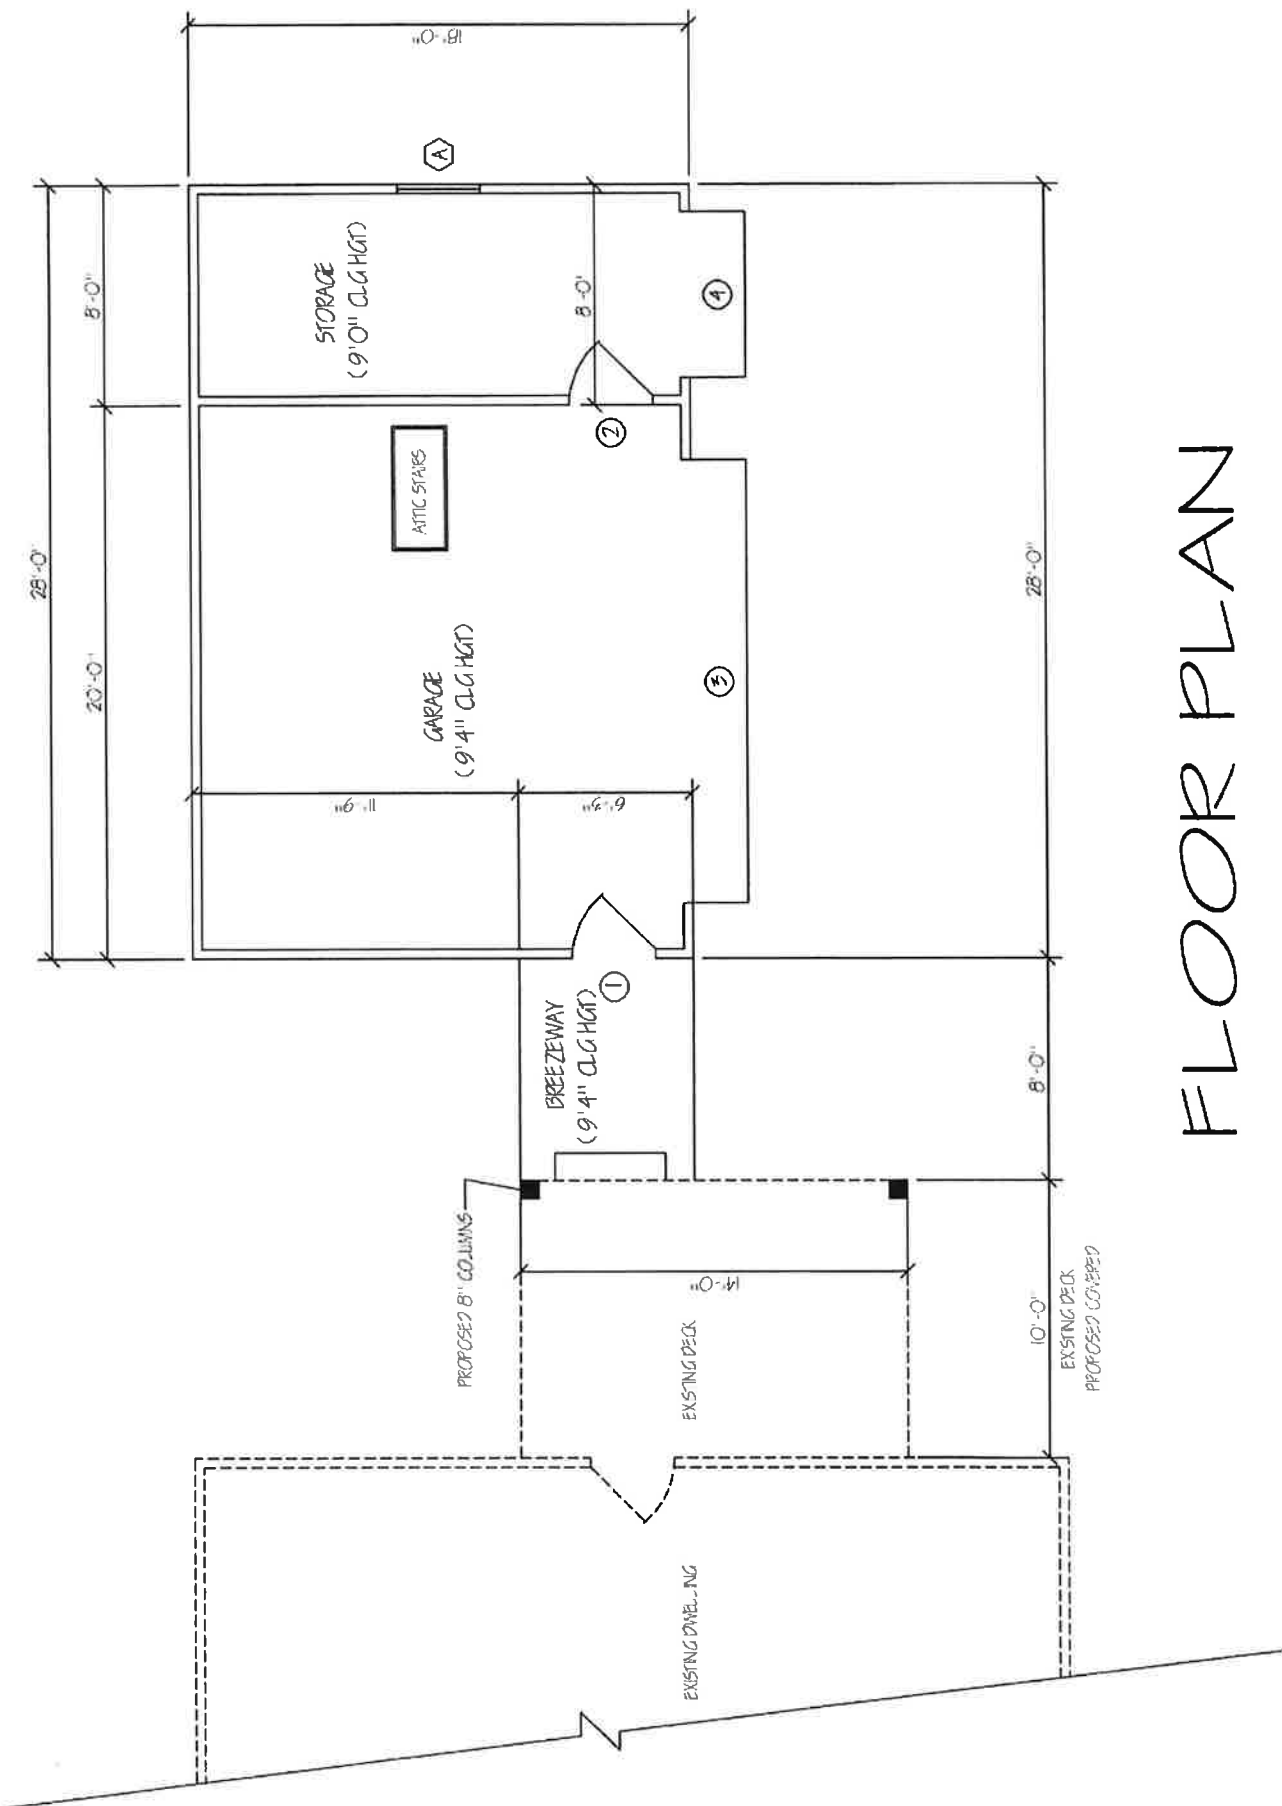 28'-0"
20'-0"
8'-0"
18'-0"
STORAGE
(9'0" CLG HGT)
A
8'-0"
ATTIC STAIRS
2
4
GARAGE
(9'4" CLG HGT)
3
11'-9"
6'-3"
BREEZEWAY
(9'4" CLG HGT)
1
PROPOSED 8" COLUMNS
14'-0"
EXISTING DECK
EXISTING DWELLING
10'-0"
8'-0"
28'-0"
EXISTING DECK
PROPOSED COVERED
FLOOR PLAN